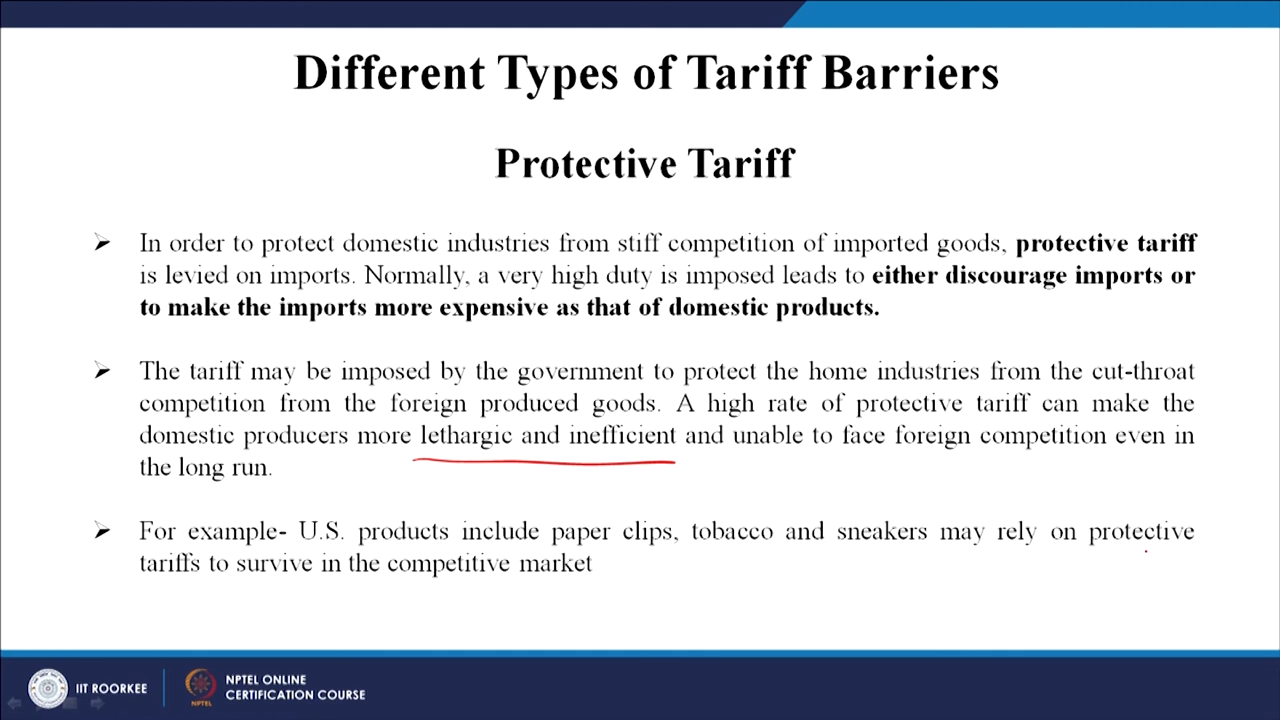 Different Types of Tariff Barriers
Protective Tariff
➤ In order to protect domestic industries from stiff competition of imported goods, protective tariff
is levied on imports. Normally, a very high duty is imposed leads to either discourage imports or
to make the imports more expensive as that of domestic products.
➤ The tariff may be imposed by the government to protect the home industries from the cut-throat
competition from the foreign produced goods. A high rate of protective tariff can make the
domestic producers more lethargic and inefficient and unable to face foreign competition even in
the long run.
➤ For example- U.S. products include paper clips, tobacco and sneakers may rely on protective
tariffs to survive in the competitive market
IIT ROORKEE
NPTEL
NPTEL ONLINE
CERTIFICATION COURSE